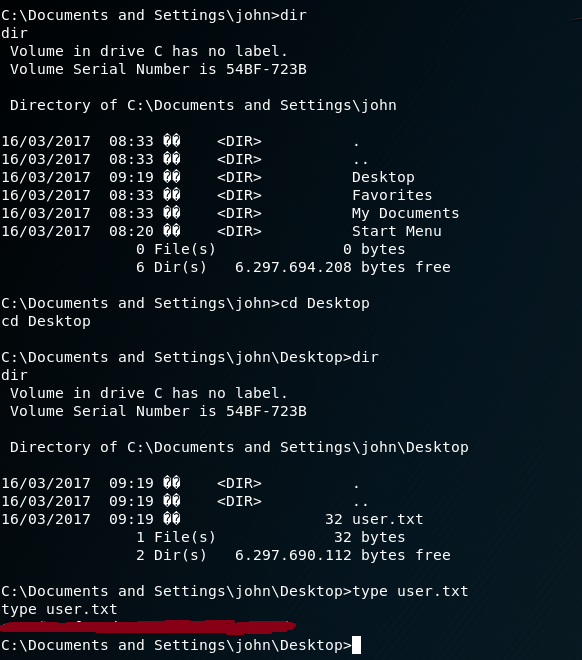 C:\Documents and Settings\john>dir
dir
 Volume in drive C has no label.
 Volume Serial Number is 54BF-723B

 Directory of C:\Documents and Settings\john

16/03/2017  08:33 ��    <DIR>          .
16/03/2017  08:33 ��    <DIR>          ..
16/03/2017  09:19 ��    <DIR>          Desktop
16/03/2017  08:33 ��    <DIR>          Favorites
16/03/2017  08:33 ��    <DIR>          My Documents
16/03/2017  08:20 ��    <DIR>          Start Menu
               0 File(s)              0 bytes
               6 Dir(s)   6.297.694.208 bytes free

C:\Documents and Settings\john>cd Desktop
cd Desktop

C:\Documents and Settings\john\Desktop>dir
dir
 Volume in drive C has no label.
 Volume Serial Number is 54BF-723B

 Directory of C:\Documents and Settings\john\Desktop

16/03/2017  09:19 ��    <DIR>          .
16/03/2017  09:19 ��    <DIR>          ..
16/03/2017  09:19 ��                32 user.txt
               1 File(s)             32 bytes
               2 Dir(s)   6.297.690.112 bytes free

C:\Documents and Settings\john\Desktop>type user.txt
type user.txt
C:\Documents and Settings\john\Desktop>